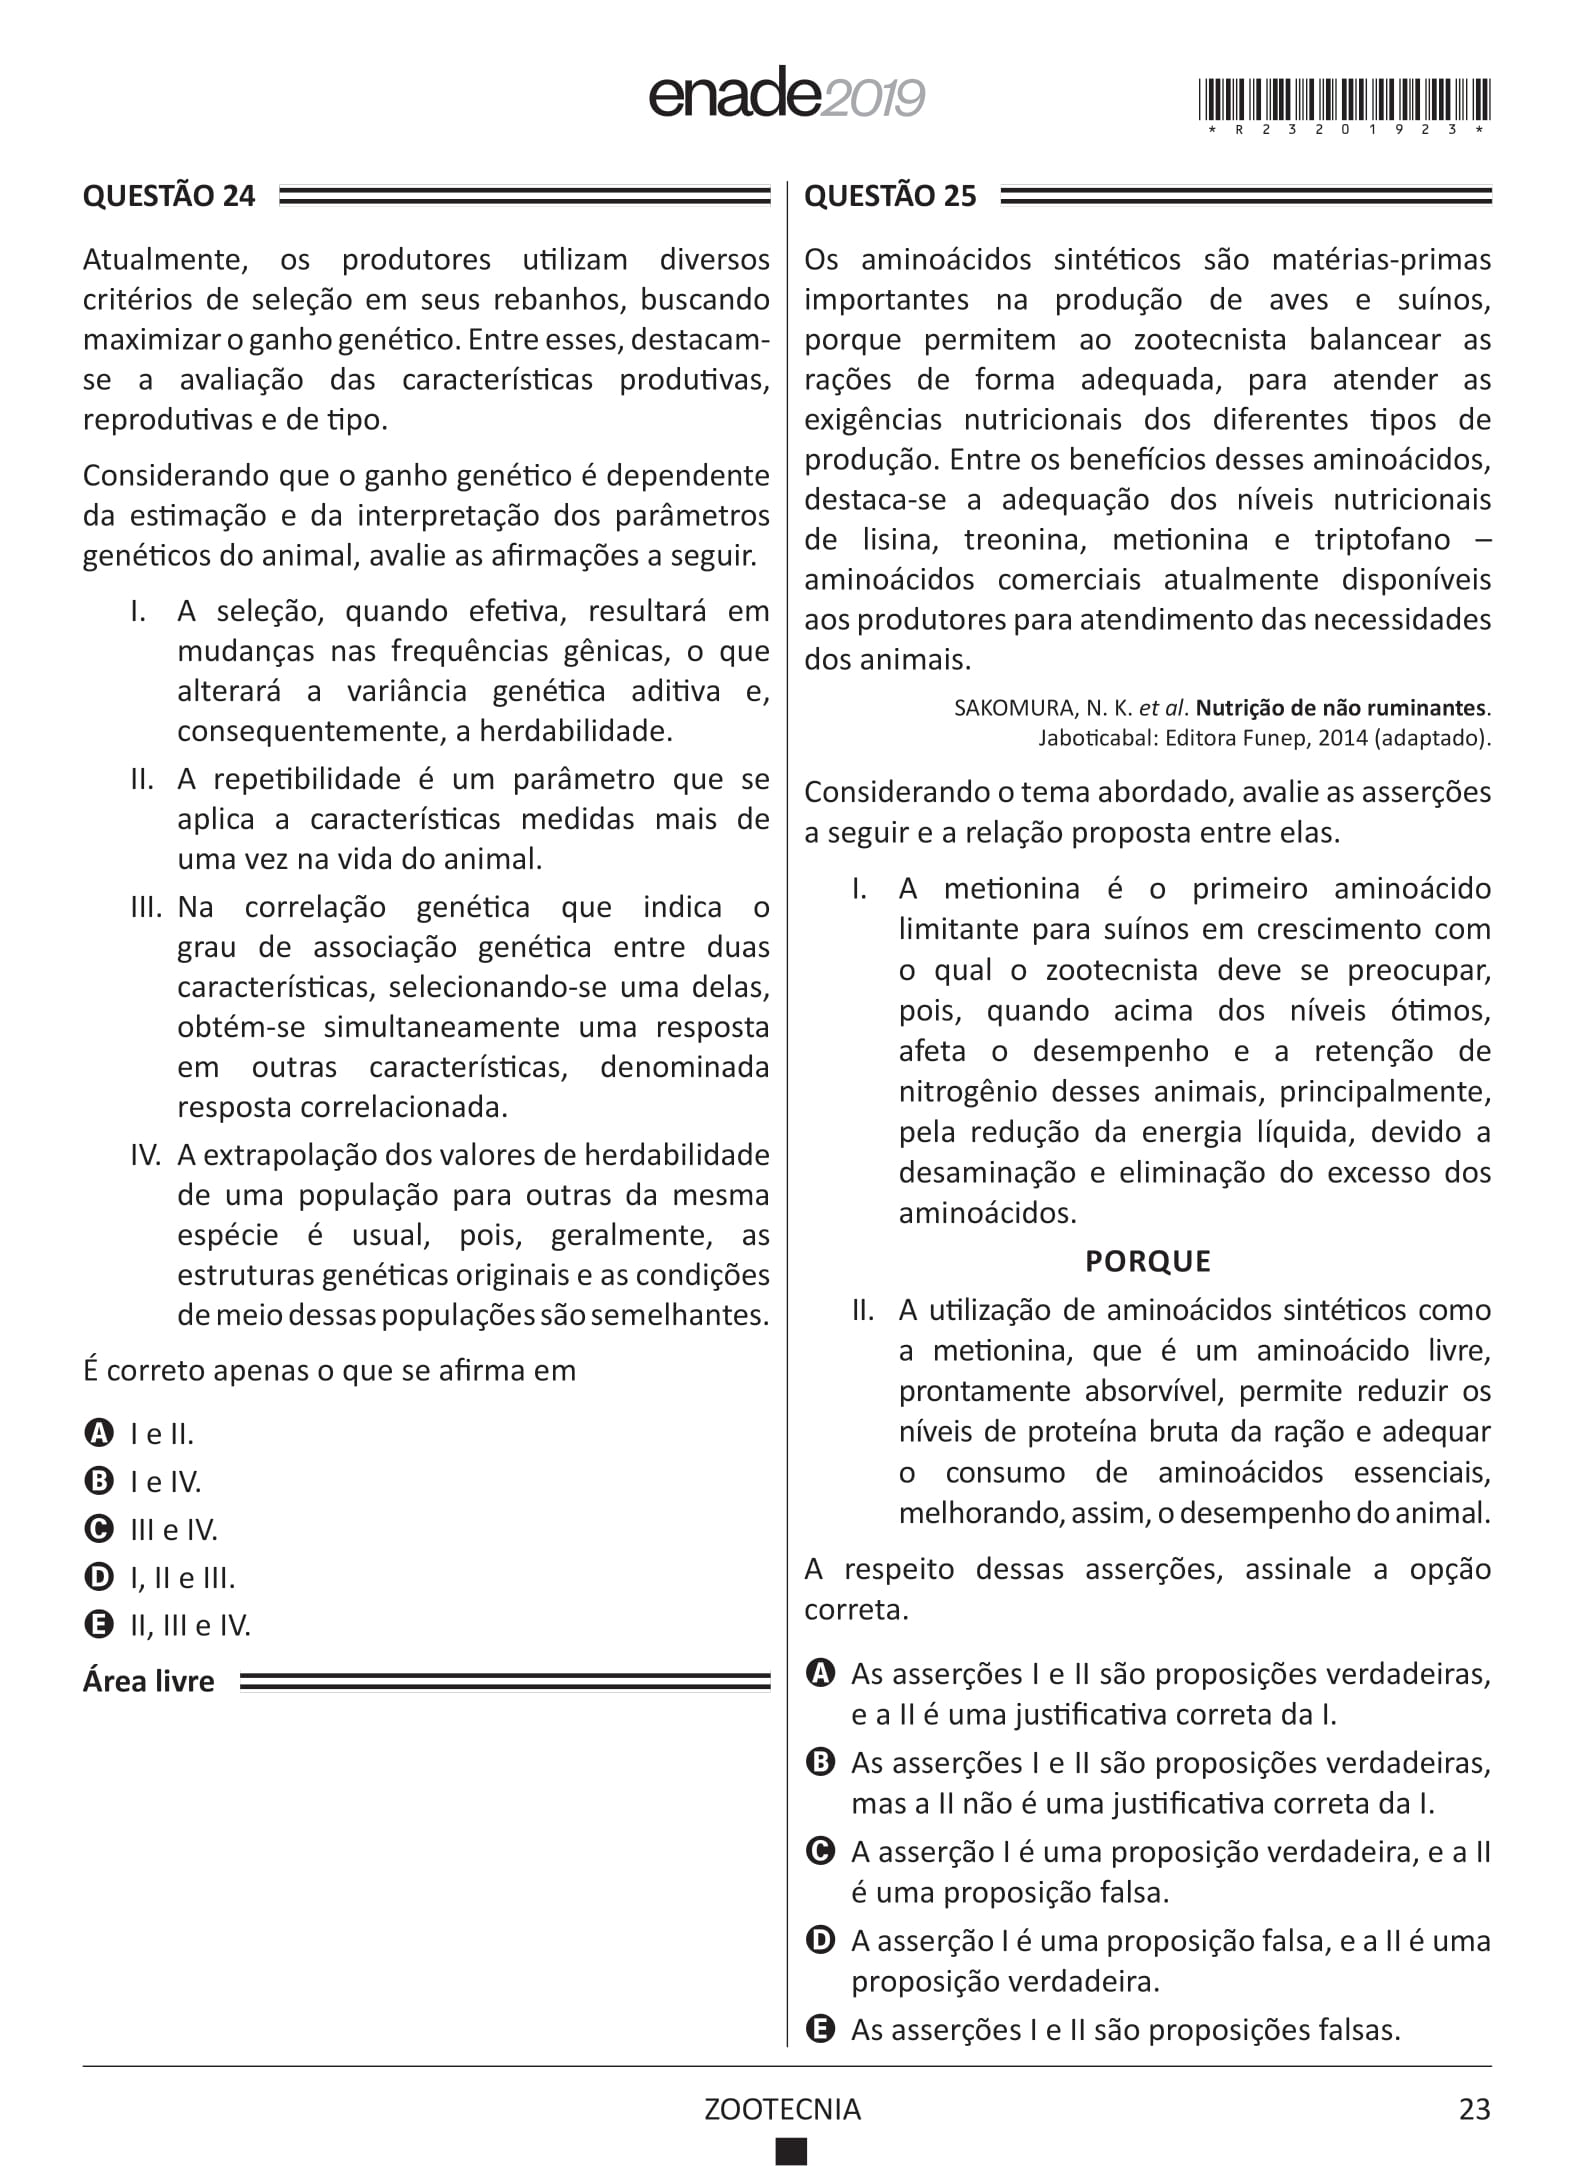 enade2019
*R23201923*
QUESTÃO 24
Atualmente, os produtores utilizam diversos
critérios de seleção em seus rebanhos, buscando
maximizar o ganho genético. Entre esses, destacam-
se a avaliação das características produtivas,
reprodutivas e de tipo.
Considerando que o ganho genético é dependente
da estimação e da interpretação dos parâmetros
genéticos do animal, avalie as afirmações a seguir.
I. A seleção, quando efetiva, resultará em
mudanças nas frequências gênicas, o que
alterará a variância genética aditiva e,
consequentemente, a herdabilidade.
II. A repetibilidade é um parâmetro que se
aplica a características medidas mais de
uma vez na vida do animal.
III. Na correlação genética que indica o
grau de associação genética entre duas
características, selecionando-se uma delas,
obtém-se simultaneamente uma resposta
em outras características, denominada
resposta correlacionada.
IV. A extrapolação dos valores de herdabilidade
de uma população para outras da mesma
espécie é usual, pois, geralmente, as
estruturas genéticas originais e as condições
de meio dessas populações são semelhantes.
É correto apenas o que se afirma em
A I e II.
B I e IV.
C III e IV.
D I, II e III.
E II, III e IV.
Área livre
QUESTÃO 25
Os aminoácidos sintéticos são matérias-primas
importantes na produção de aves e suínos,
porque permitem ao zootecnista balancear as
rações de forma adequada, para atender as
exigências nutricionais dos diferentes tipos de
produção. Entre os benefícios desses aminoácidos,
destaca-se a adequação dos níveis nutricionais
de lisina, treonina, metionina e triptofano –
aminoácidos comerciais atualmente disponíveis
aos produtores para atendimento das necessidades
dos animais.
SAKOMURA, N. K. et al. Nutrição de não ruminantes.
Jaboticabal: Editora Funep, 2014 (adaptado).
Considerando o tema abordado, avalie as asserções
a seguir e a relação proposta entre elas.
I. A metionina é o primeiro aminoácido
limitante para suínos em crescimento com
o qual o zootecnista deve se preocupar,
pois, quando acima dos níveis ótimos,
afeta o desempenho e a retenção de
nitrogênio desses animais, principalmente,
pela redução da energia líquida, devido a
desaminação e eliminação do excesso dos
aminoácidos.
PORQUE
II. A utilização de aminoácidos sintéticos como
a metionina, que é um aminoácido livre,
prontamente absorvível, permite reduzir os
níveis de proteína bruta da ração e adequar
o consumo de aminoácidos essenciais,
melhorando, assim, o desempenho do animal.
A respeito dessas asserções, assinale a opção
correta.
A As asserções I e II são proposições verdadeiras,
e a II é uma justificativa correta da I.
B As asserções I e II são proposições verdadeiras,
mas a II não é uma justificativa correta da I.
C A asserção I é uma proposição verdadeira, e a II
é uma proposição falsa.
D A asserção I é uma proposição falsa, e a II é uma
proposição verdadeira.
E As asserções I e II são proposições falsas.
ZOOTECNIA
23